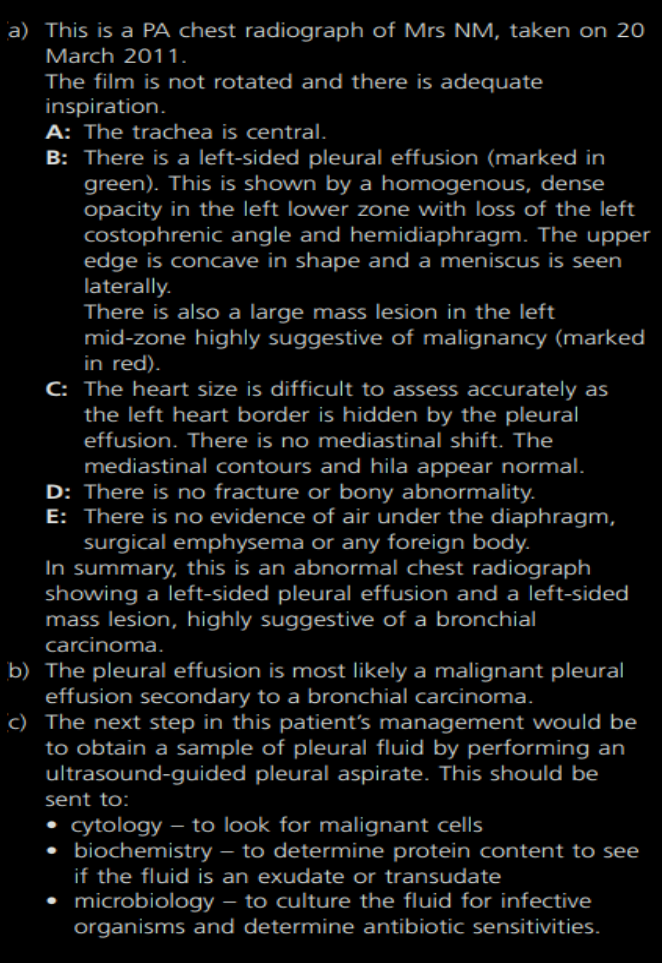 a) This is a PA chest radiograph of Mrs NM, taken on 20
March 2011.
The film is not rotated and there is adequate
inspiration.
A: The trachea is central.
B: There is a left-sided pleural effusion (marked in
green). This is shown by a homogenous, dense
opacity in the left lower zone with loss of the left
costophrenic angle and hemidiaphragm. The upper
edge is concave in shape and a meniscus is seen
laterally.
There is also a large mass lesion in the left
mid-zone highly suggestive of malignancy (marked
in red).
C: The heart size is difficult to assess accurately as
the left heart border is hidden by the pleural
effusion. There is no mediastinal shift. The
mediastinal contours and hila appear normal.
D: There is no fracture or bony abnormality.
E: There is no evidence of air under the diaphragm,
surgical emphysema or any foreign body.
In summary, this is an abnormal chest radiograph
showing a left-sided pleural effusion and a left-sided
mass lesion, highly suggestive of a bronchial
carcinoma.
b) The pleural effusion is most likely a malignant pleural
effusion secondary to a bronchial carcinoma.
c) The next step in this patient's management would be
to obtain a sample of pleural fluid by performing an
ultrasound-guided pleural aspirate. This should be
sent to:
• cytology – to look for malignant cells
• biochemistry – to determine protein content to see
if the fluid is an exudate or transudate
• microbiology – to culture the fluid for infective
organisms and determine antibiotic sensitivities.